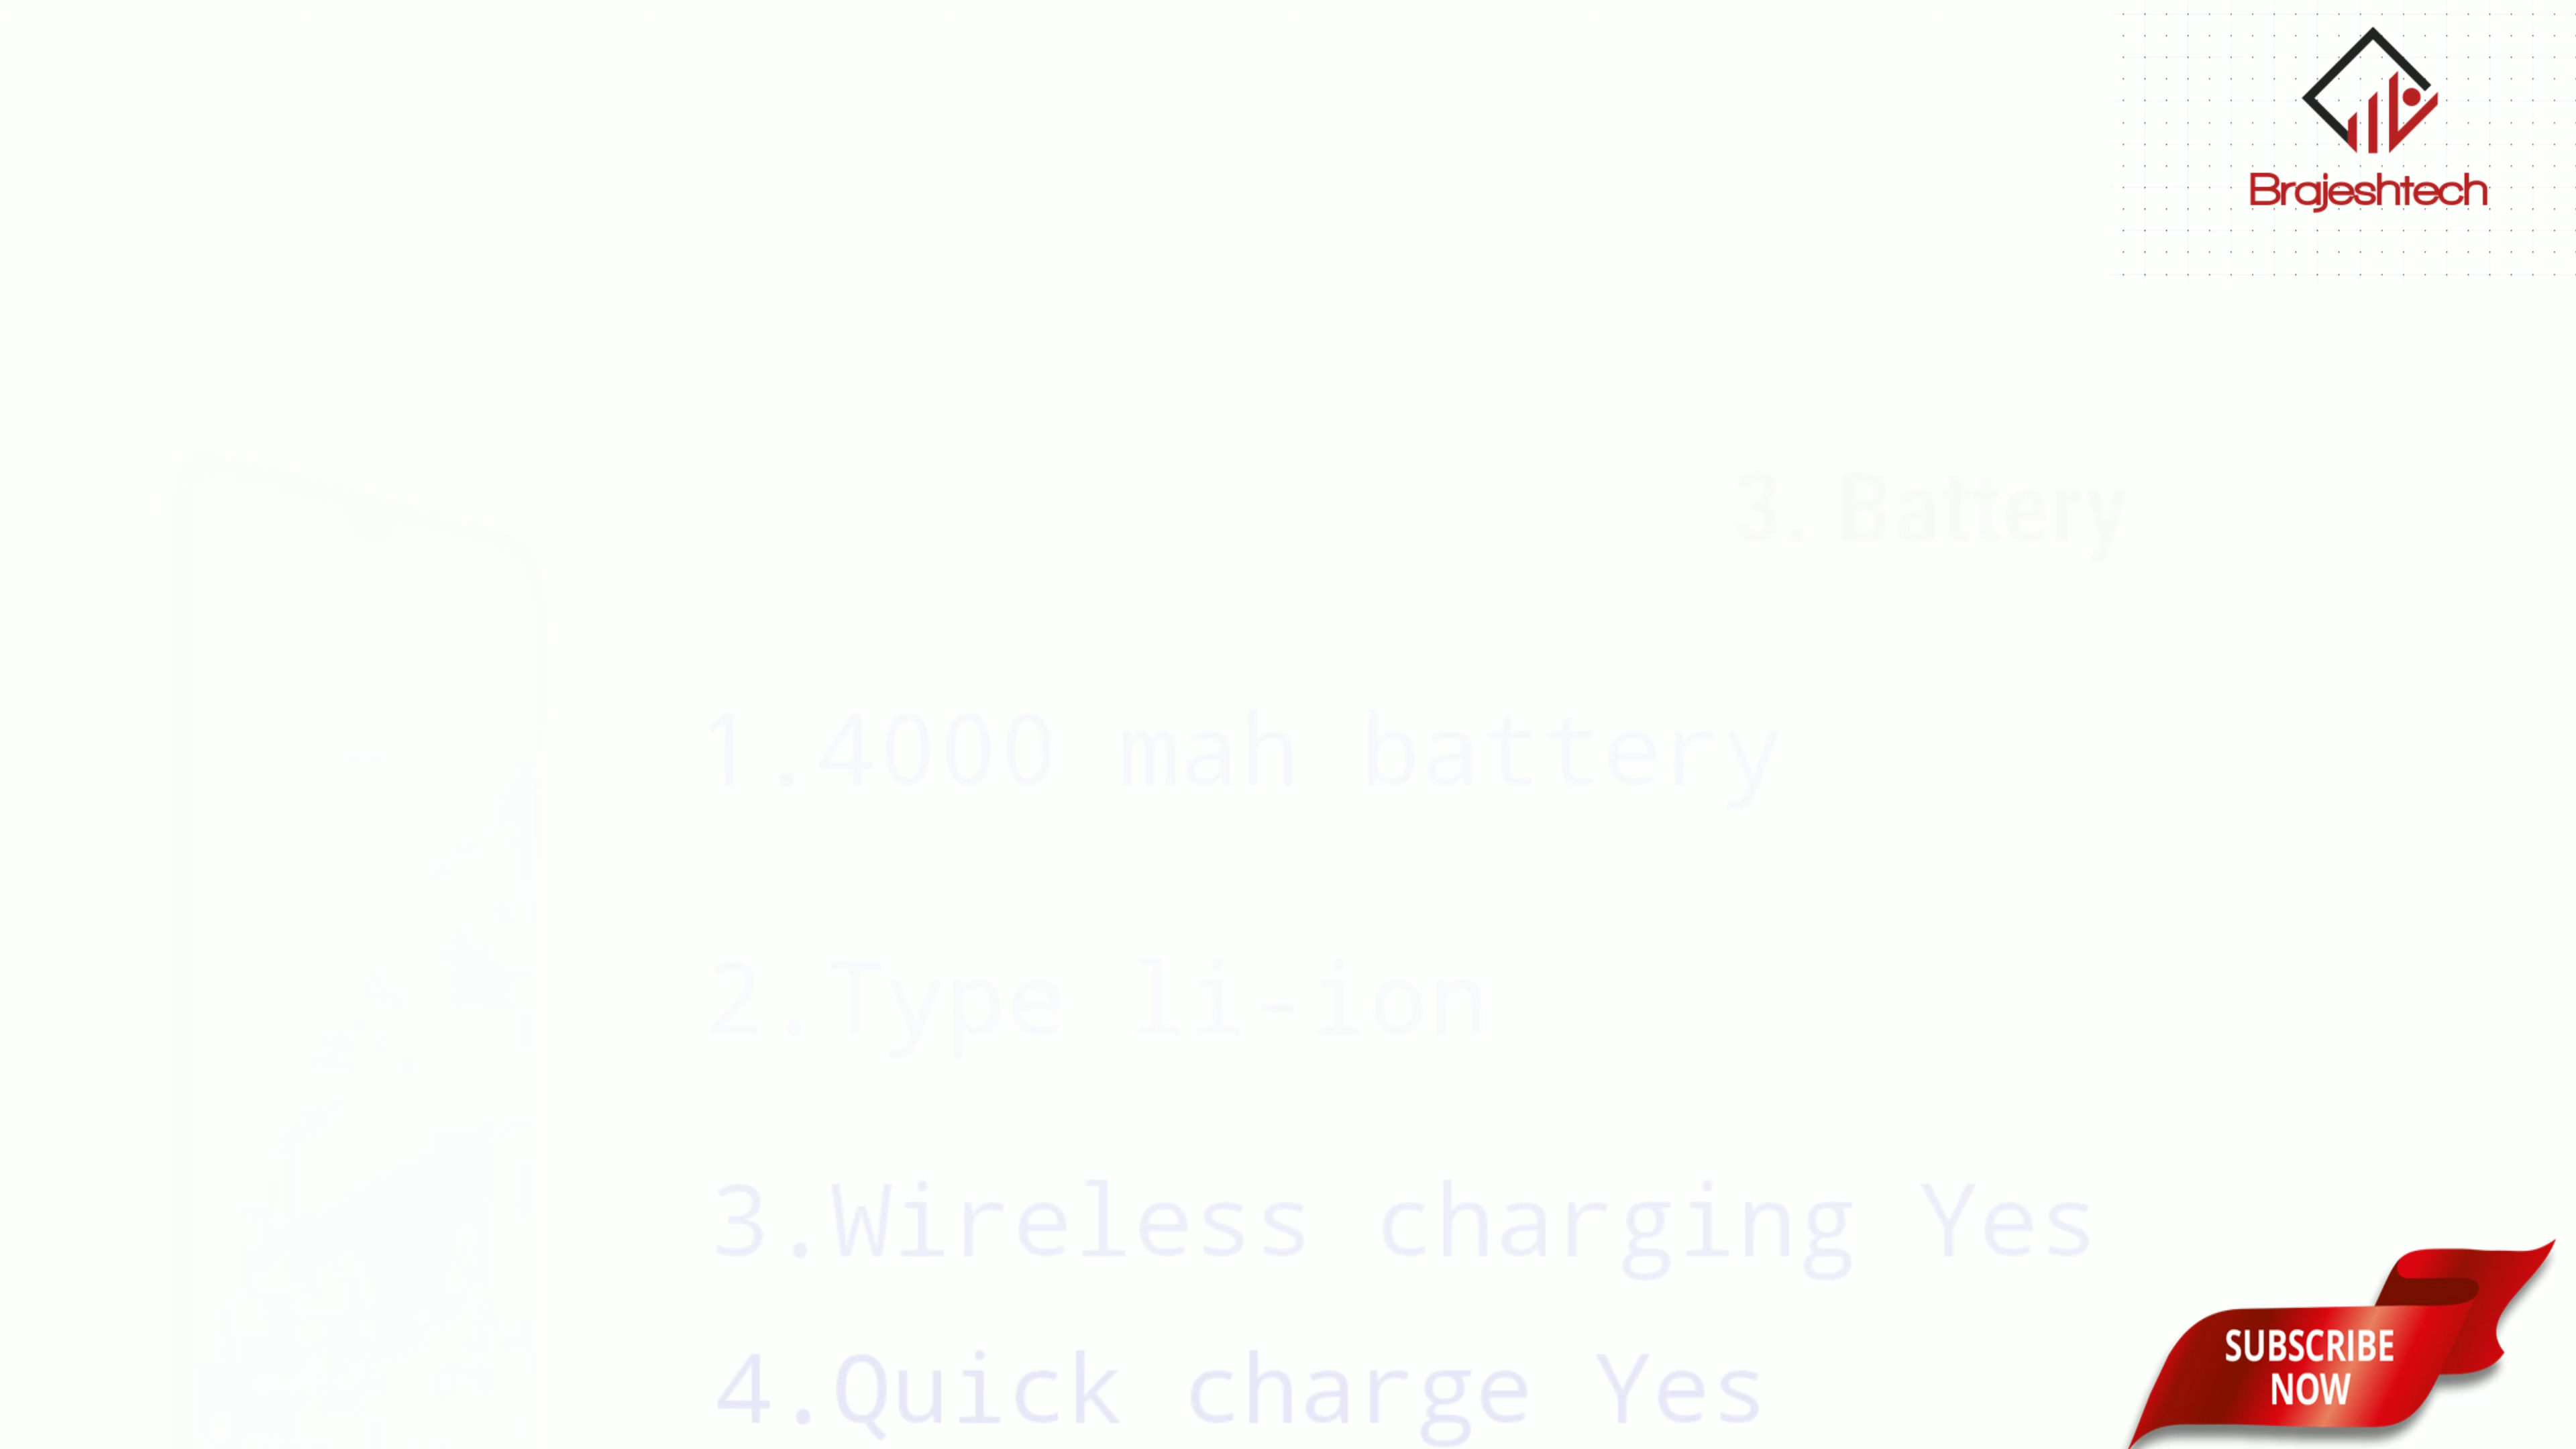 Brajeshtech
3. Battery
1.4000 mah battery
2.Type li-ion
3.Wireless charging Yes
4.Quick charge Yes
SUBSCRIBE
NOW